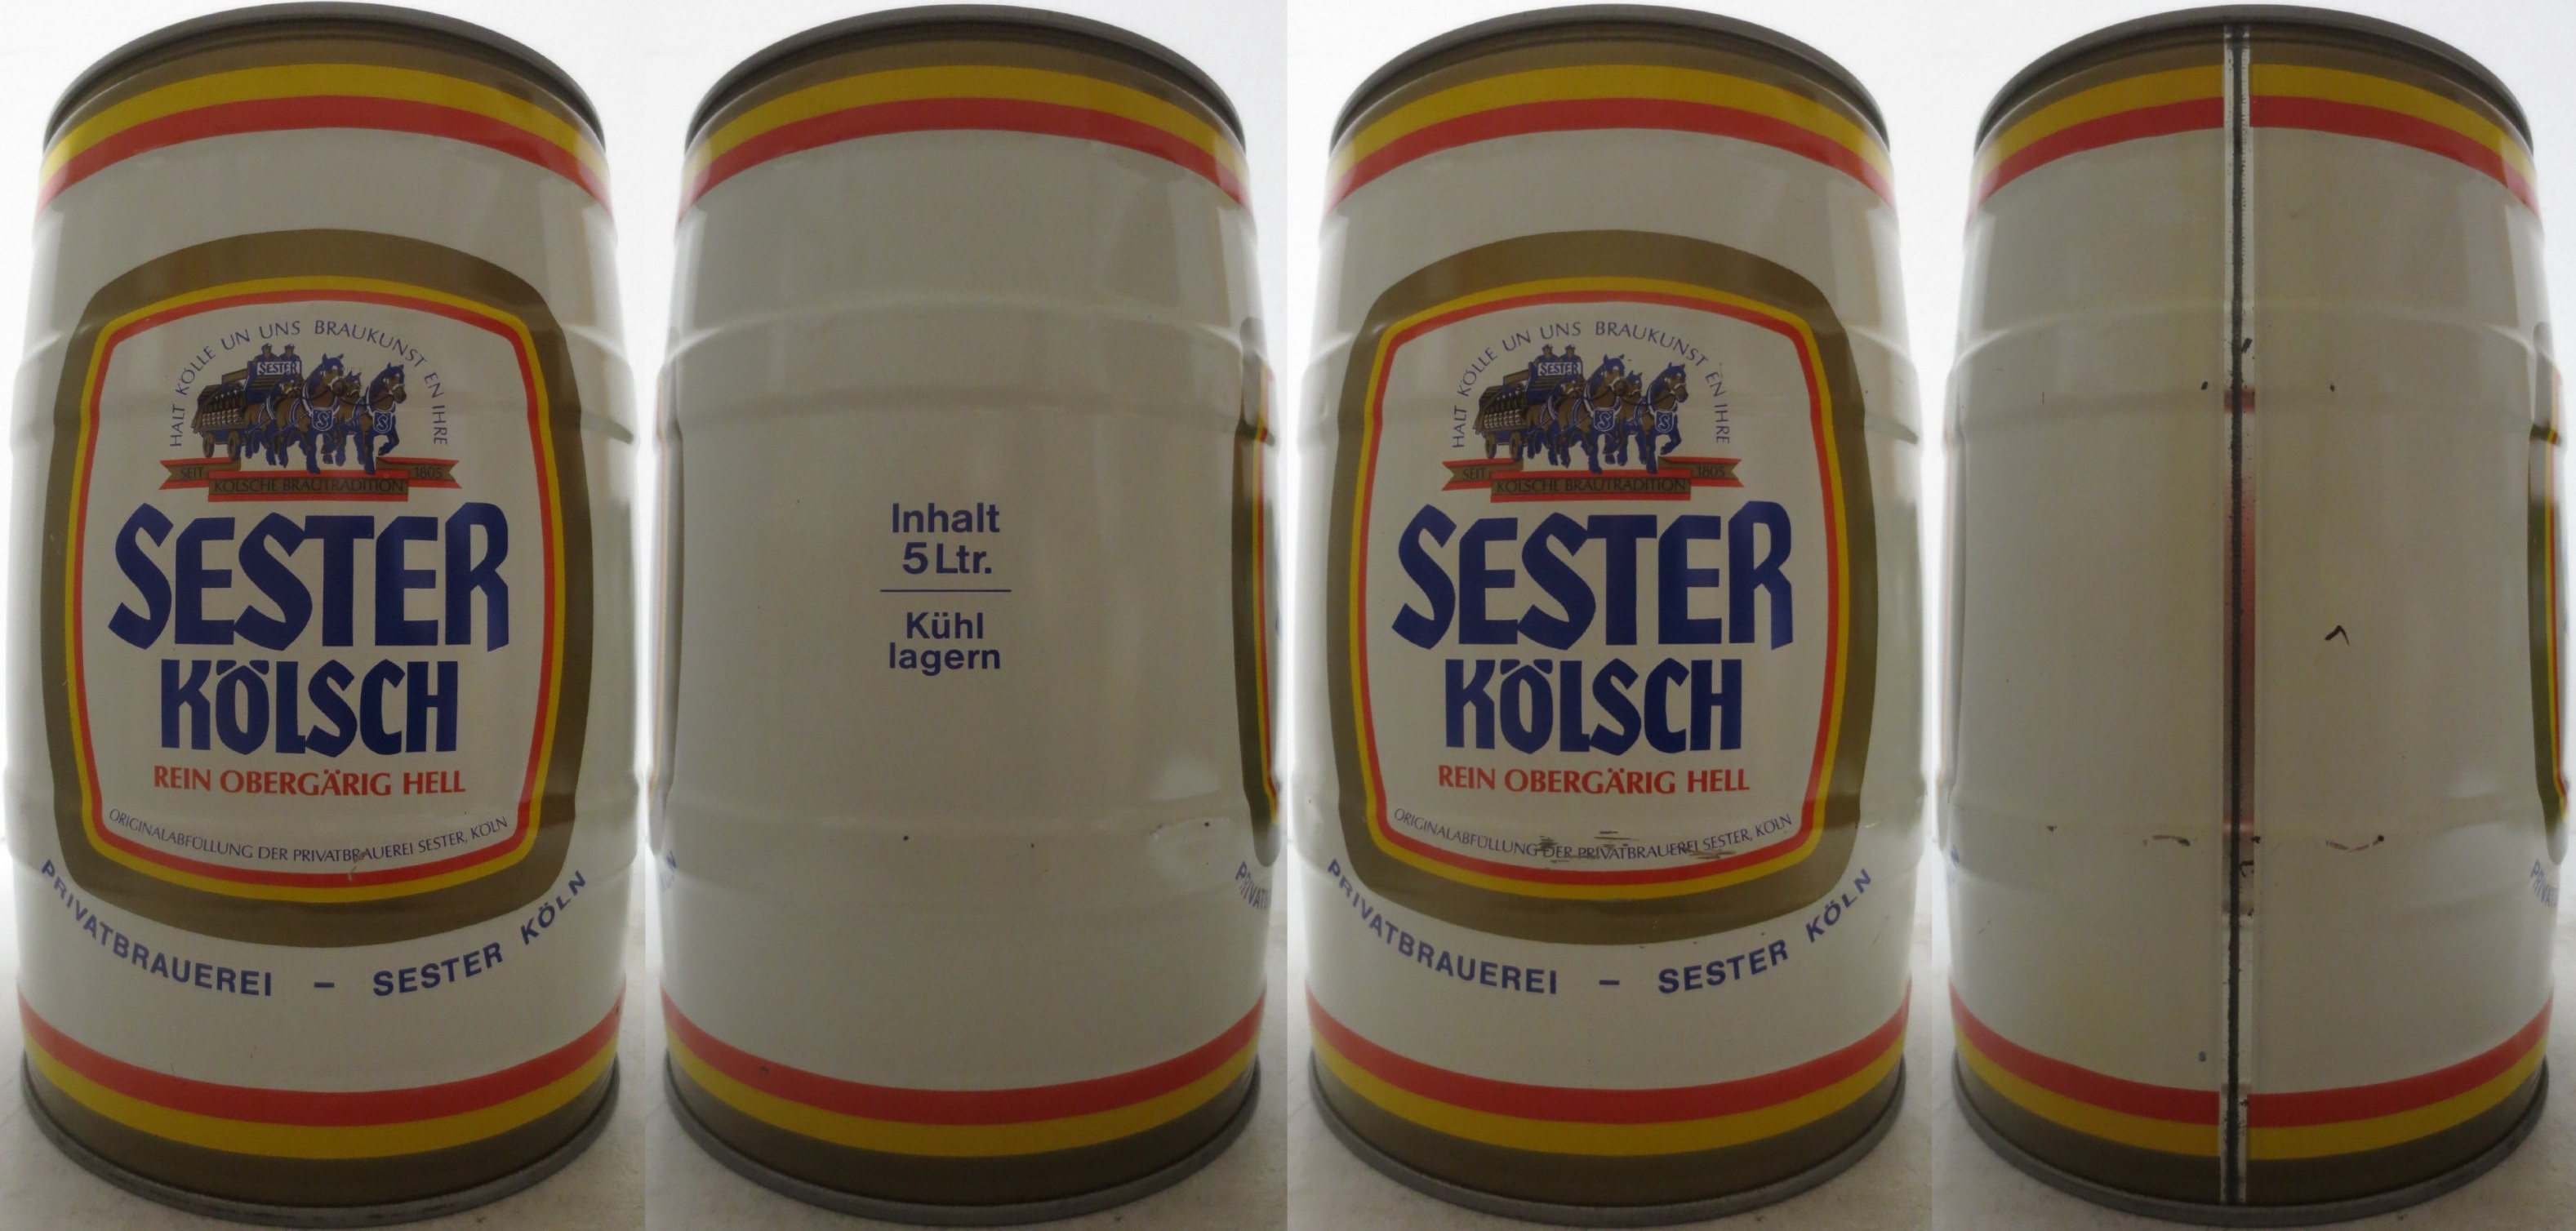 HALT KÖLLE UN UNS BRAUKUNST EN IHRE
SESTER
SEIT 1805
KÖLSCHE BRAUTRADITION
SESTER
KÖLSCH
REIN OBERGÄRIG HELL
ORIGINALABFÜLLUNG DER PRIVATBRAUEREI SESTER, KÖLN
PRIVATBRAUEREI – SESTER KÖLN
Inhalt
5 Ltr.
Kühl
lagern
HALT KÖLLE UN UNS BRAUKUNST EN IHRE
SESTER
SEIT 1805
KÖLSCHE BRAUTRADITION
SESTER
KÖLSCH
REIN OBERGÄRIG HELL
ORIGINALABFÜLLUNG DER PRIVATBRAUEREI SESTER, KÖLN
PRIVATBRAUEREI – SESTER KÖLN